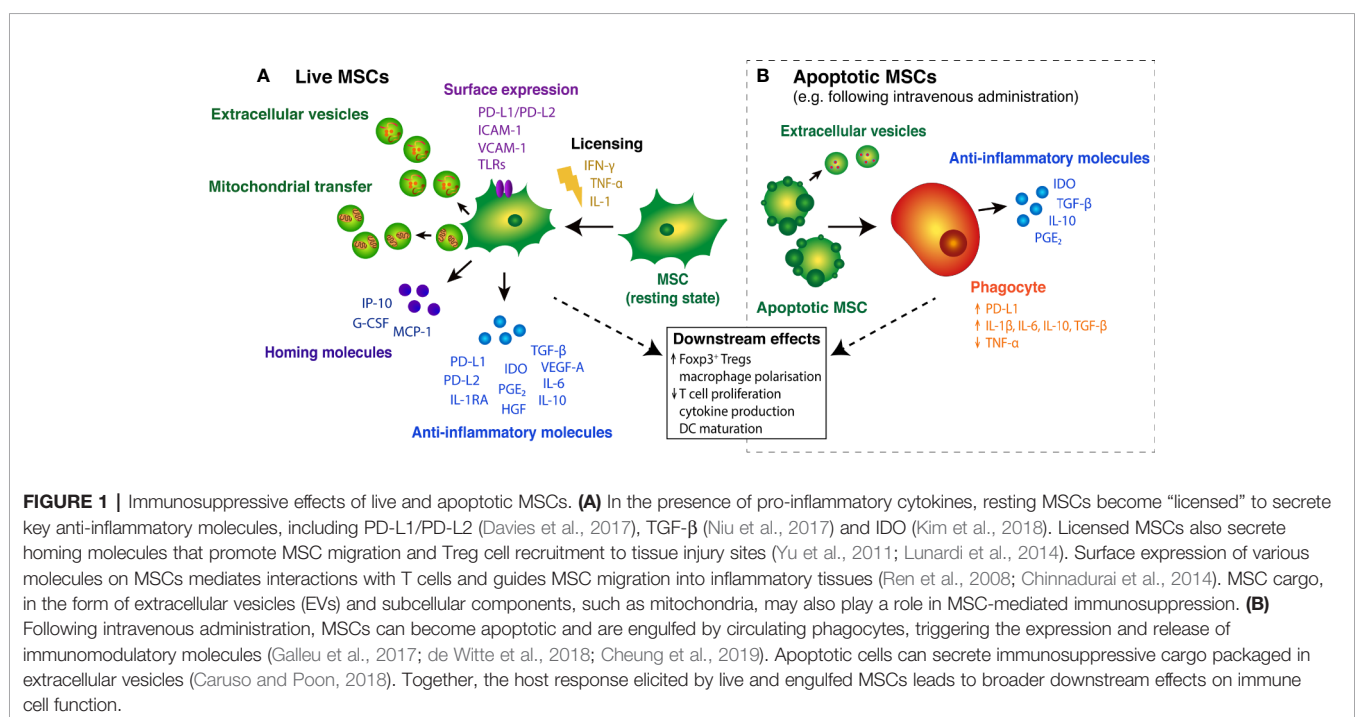 A Live MSCs
Extracellular vesicles
Mitochondrial transfer
Surface expression
PD-L1/PD-L2
ICAM-1
VCAM-1
TLRs
Licensing
IFN-γ
TNF-α
IL-1
MSC
(resting state)
IP-10
G-CSF
MCP-1
Homing molecules
PD-L1
PD-L2
IL-1RA
IDO
PGE₂
HGF
TGF-β
VEGF-A
IL-6
IL-10
Anti-inflammatory molecules
B Apoptotic MSCs
(e.g. following intravenous administration)
Extracellular vesicles
Apoptotic MSC
Anti-inflammatory molecules
IDO
TGF-β
IL-10
PGE₂
Phagocyte
↑ PD-L1
↑ IL-1β, IL-6, IL-10, TGF-β
↓ TNF-α
Downstream effects
↑ Foxp3⁺ Tregs
macrophage polarisation
↓ T cell proliferation
cytokine production
DC maturation
FIGURE 1 | Immunosuppressive effects of live and apoptotic MSCs. (A) In the presence of pro-inflammatory cytokines, resting MSCs become “licensed” to secrete
key anti-inflammatory molecules, including PD-L1/PD-L2 (Davies et al., 2017), TGF-β (Niu et al., 2017) and IDO (Kim et al., 2018). Licensed MSCs also secrete
homing molecules that promote MSC migration and Treg cell recruitment to tissue injury sites (Yu et al., 2011; Lunardi et al., 2014). Surface expression of various
molecules on MSCs mediates interactions with T cells and guides MSC migration into inflammatory tissues (Ren et al., 2008; Chinnadurai et al., 2014). MSC cargo,
in the form of extracellular vesicles (EVs) and subcellular components, such as mitochondria, may also play a role in MSC-mediated immunosuppression. (B)
Following intravenous administration, MSCs can become apoptotic and are engulfed by circulating phagocytes, triggering the expression and release of
immunomodulatory molecules (Galleu et al., 2017; de Witte et al., 2018; Cheung et al., 2019). Apoptotic cells can secrete immunosuppressive cargo packaged in
extracellular vesicles (Caruso and Poon, 2018). Together, the host response elicited by live and engulfed MSCs leads to broader downstream effects on immune
cell function.